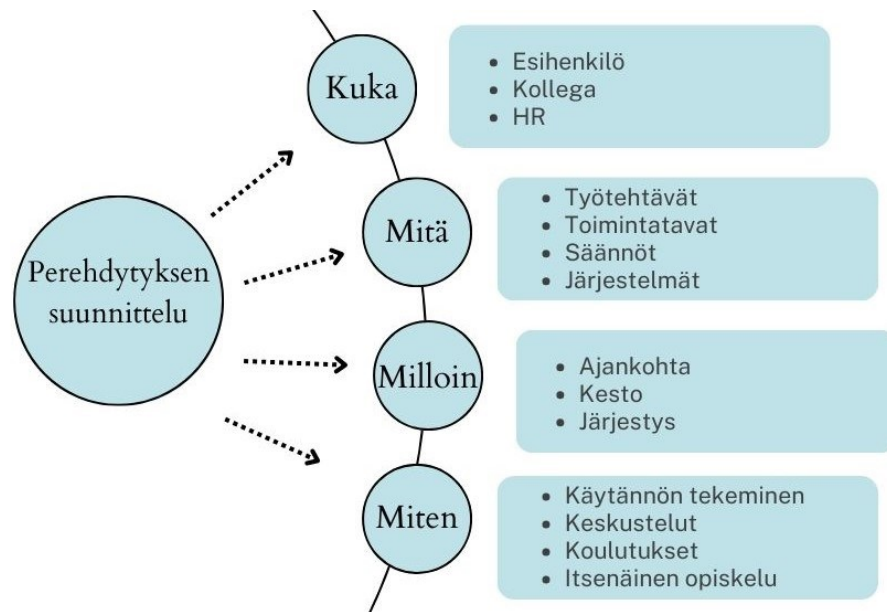 Perehdytyksen
suunnittelu
Kuka
• Esihenkilö
• Kollega
• HR
Mitä
• Työtehtävät
• Toimintatavat
• Säännöt
• Järjestelmät
Milloin
• Ajankohta
• Kesto
• Järjestys
Miten
• Käytännön tekeminen
• Keskustelut
• Koulutukset
• Itsenäinen opiskelu